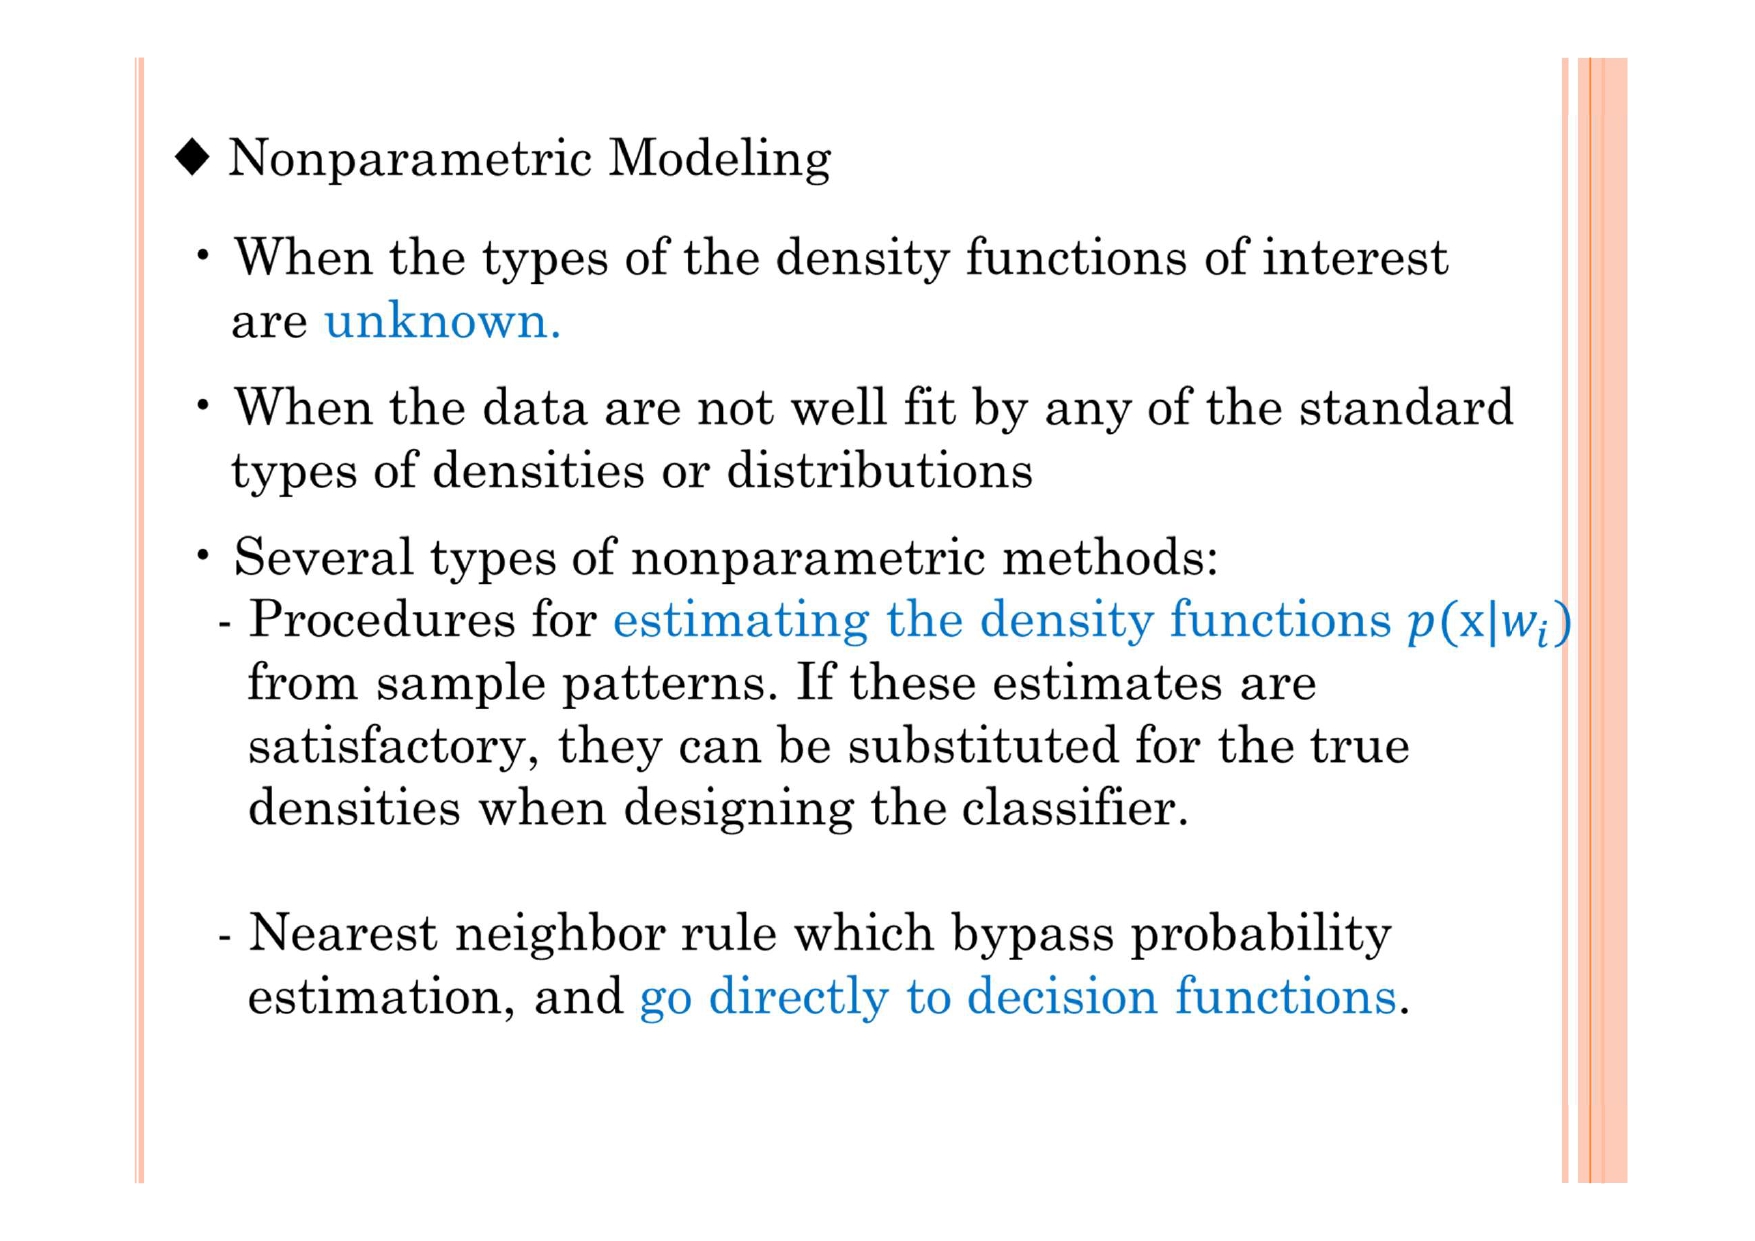 ◆ Nonparametric Modeling
• When the types of the density functions of interest
are unknown.
• When the data are not well fit by any of the standard
types of densities or distributions
• Several types of nonparametric methods:
- Procedures for estimating the density functions p(x|wᵢ)
from sample patterns. If these estimates are
satisfactory, they can be substituted for the true
densities when designing the classifier.
- Nearest neighbor rule which bypass probability
estimation, and go directly to decision functions.